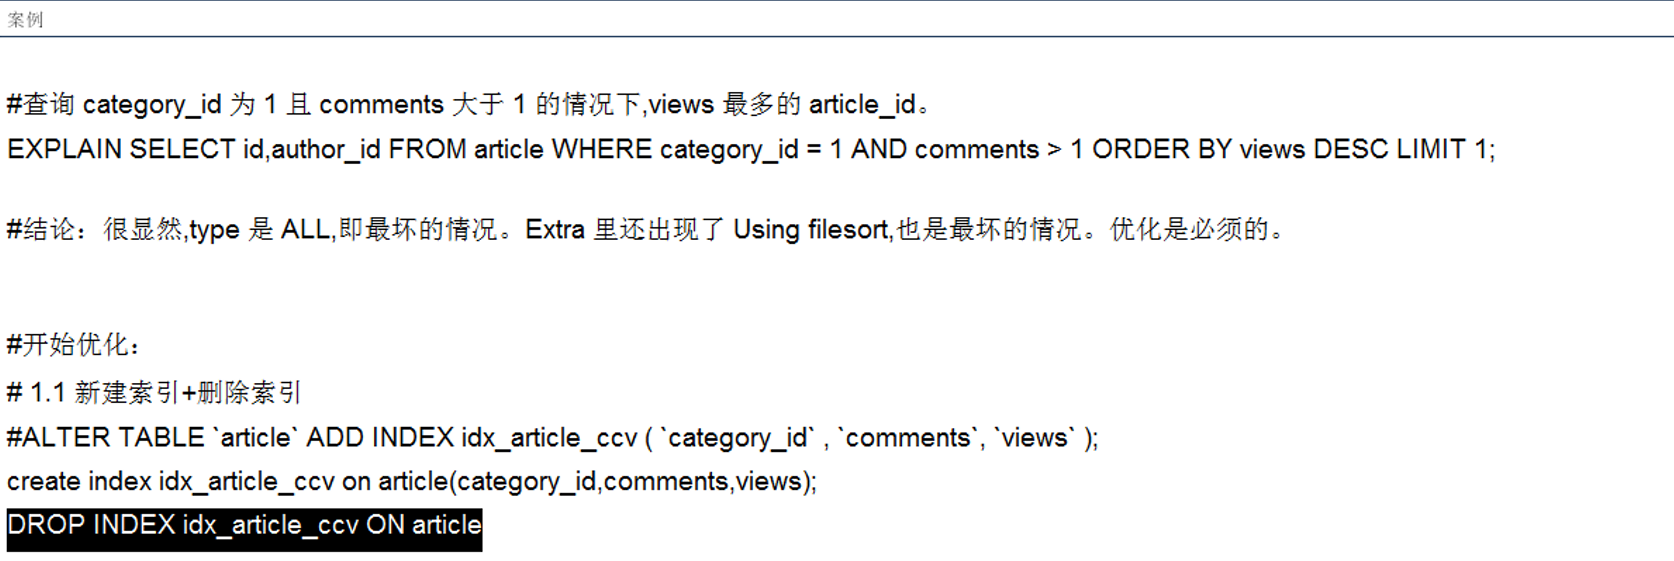 案例
#查询 category_id 为 1 且 comments 大于 1 的情况下,views 最多的 article_id。
EXPLAIN SELECT id,author_id FROM article WHERE category_id = 1 AND comments > 1 ORDER BY views DESC LIMIT 1;
#结论：很显然,type 是 ALL,即最坏的情况。Extra 里还出现了 Using filesort,也是最坏的情况。优化是必须的。
#开始优化：
# 1.1 新建索引+删除索引
#ALTER TABLE `article` ADD INDEX idx_article_ccv ( `category_id` , `comments`, `views` );
create index idx_article_ccv on article(category_id,comments,views);
DROP INDEX idx_article_ccv ON article